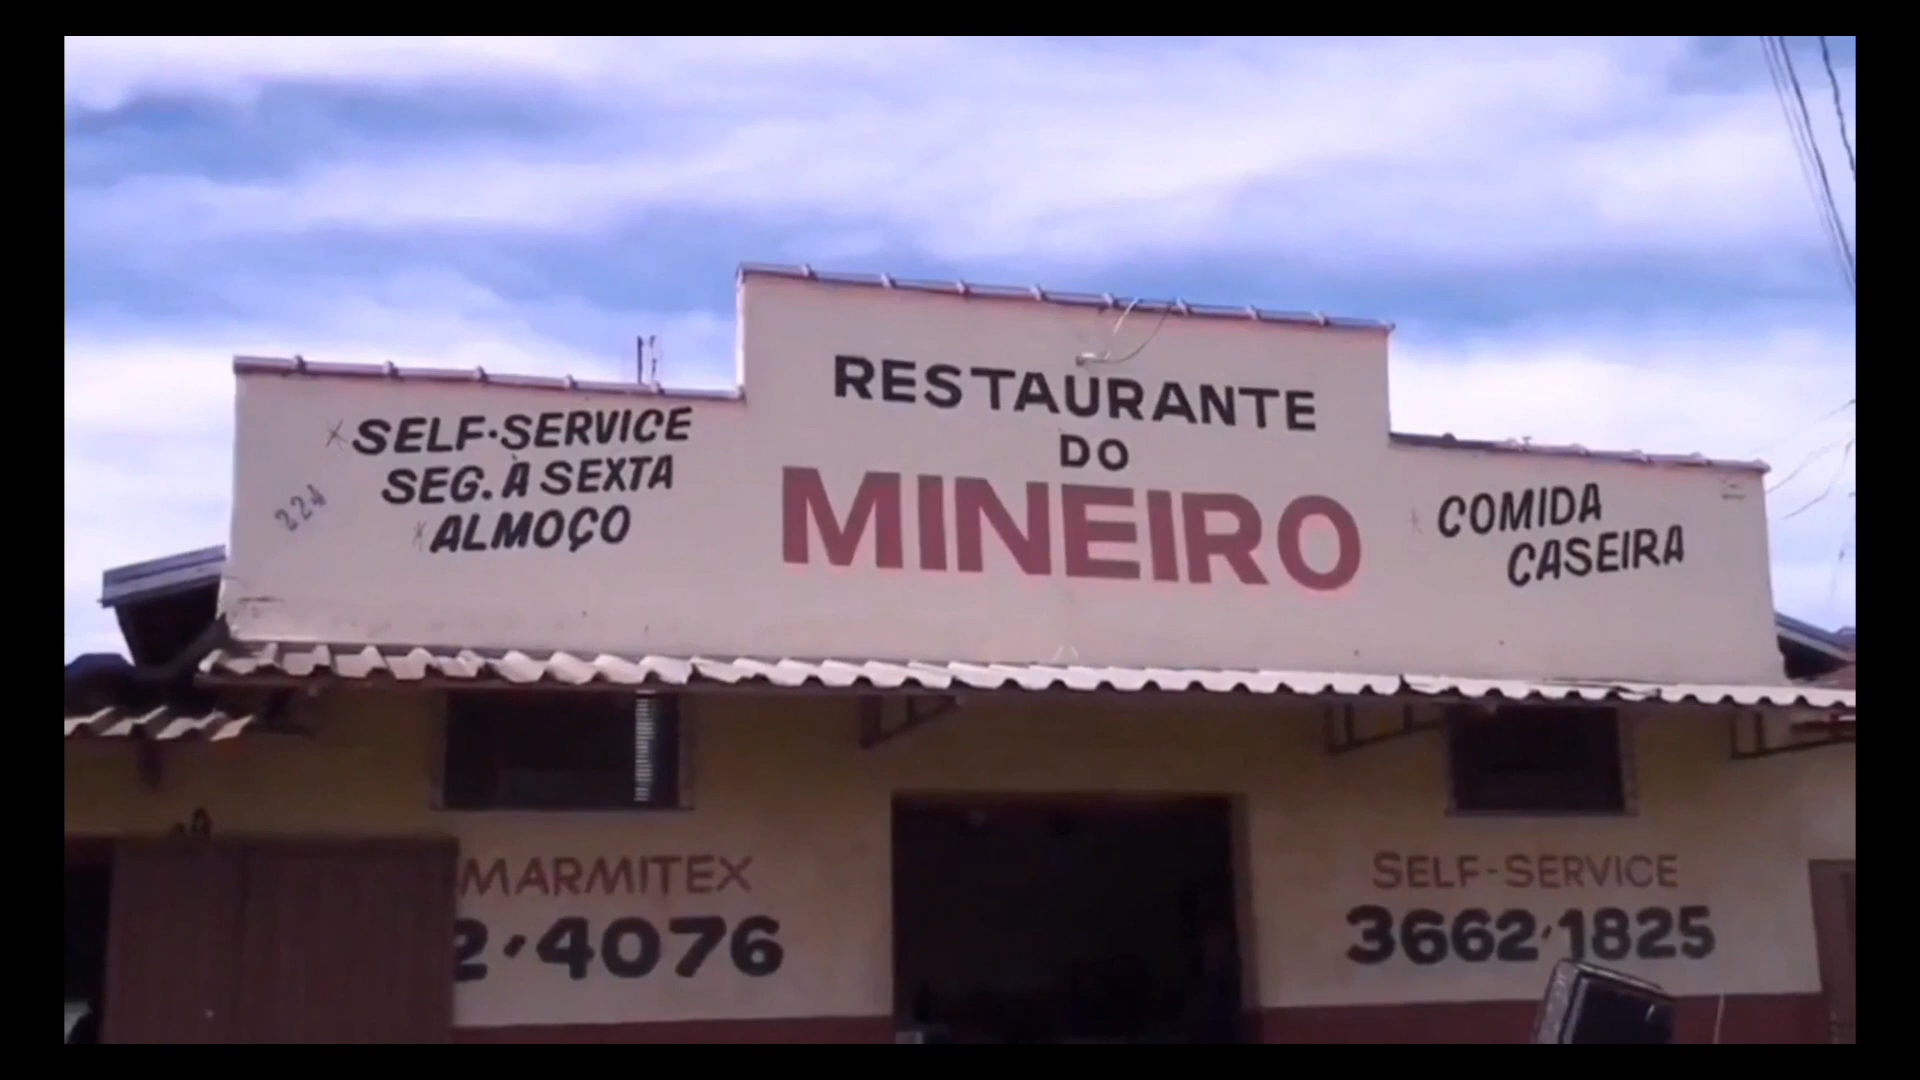 SELF-SERVICE
SEG. À SEXTA
ALMOÇO
224
RESTAURANTE
DO
MINEIRO
COMIDA
CASEIRA
MARMITEX
2-4076
SELF-SERVICE
3662-1825